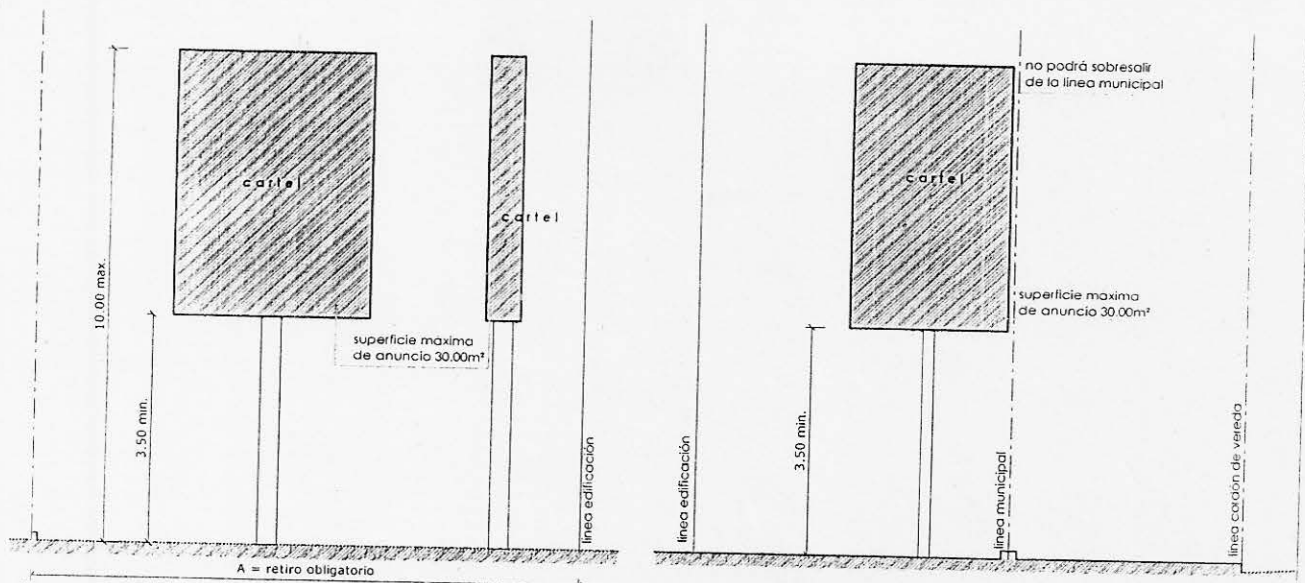 no podrá sobresalir
de la línea municipal
cartel
cartel
cartel
10.00 max.
superficie maxima
de anuncio 30.00m²
superficie maxima
de anuncio 30.00m²
3.50 min.
3.50 min.
línea edificación
línea edificación
línea municipal
línea cordón de vereda
A = retiro obligatorio